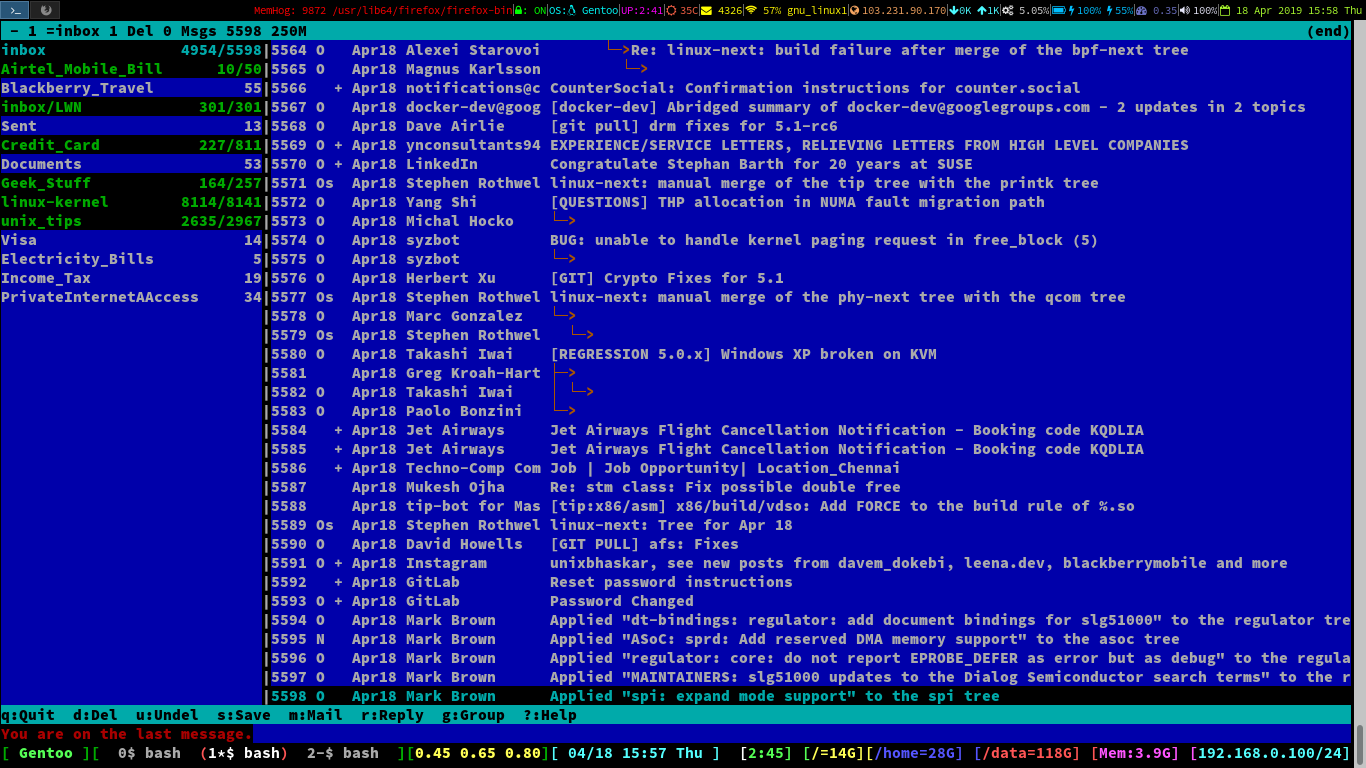 MemHog: 9872 /usr/lib64/firefox/firefox-bin ON OS: Gentoo UP:2:41 35C 4326 57% gnu_linux1 103.231.90.170 0K 1K 5.05% 100% 55% 0.35 100% 18 Apr 2019 15:58 Thu
- 1 =inbox 1 Del 0 Msgs 5598 250M (end)
inbox 4954/5598 |5564 O Apr18 Alexei Starovoi └─>Re: linux-next: build failure after merge of the bpf-next tree
Airtel_Mobile_Bill 10/50|5565 O Apr18 Magnus Karlsson └─>
Blackberry_Travel 55|5566 + Apr18 notifications@c CounterSocial: Confirmation instructions for counter.social
inbox/LWN 301/301|5567 O Apr18 docker-dev@goog [docker-dev] Abridged summary of docker-dev@googlegroups.com - 2 updates in 2 topics
Sent 13|5568 O Apr18 Dave Airlie [git pull] drm fixes for 5.1-rc6
Credit_Card 227/811|5569 O + Apr18 ynconsultants94 EXPERIENCE/SERVICE LETTERS, RELIEVING LETTERS FROM HIGH LEVEL COMPANIES
Documents 53|5570 O + Apr18 LinkedIn Congratulate Stephan Barth for 20 years at SUSE
Geek_Stuff 164/257|5571 Os Apr18 Stephen Rothwel linux-next: manual merge of the tip tree with the printk tree
linux-kernel 8114/8141|5572 O Apr18 Yang Shi [QUESTIONS] THP allocation in NUMA fault migration path
unix_tips 2635/2967|5573 O Apr18 Michal Hocko └─>
Visa 14|5574 O Apr18 syzbot BUG: unable to handle kernel paging request in free_block (5)
Electricity_Bills 5|5575 O Apr18 syzbot └─>
Income_Tax 19|5576 O Apr18 Herbert Xu [GIT] Crypto Fixes for 5.1
PrivateInternetAAccess 34|5577 Os Apr18 Stephen Rothwel linux-next: manual merge of the phy-next tree with the qcom tree
|5578 O Apr18 Marc Gonzalez └─>
|5579 Os Apr18 Stephen Rothwel └─>
|5580 O Apr18 Takashi Iwai [REGRESSION 5.0.x] Windows XP broken on KVM
|5581 Apr18 Greg Kroah-Hart ├─>
|5582 O Apr18 Takashi Iwai │ └─>
|5583 O Apr18 Paolo Bonzini └─>
|5584 + Apr18 Jet Airways Jet Airways Flight Cancellation Notification - Booking code KQDLIA
|5585 + Apr18 Jet Airways Jet Airways Flight Cancellation Notification - Booking code KQDLIA
|5586 + Apr18 Techno-Comp Com Job | Job Opportunity| Location_Chennai
|5587 Apr18 Mukesh Ojha Re: stm class: Fix possible double free
|5588 Apr18 tip-bot for Mas [tip:x86/asm] x86/build/vdso: Add FORCE to the build rule of %.so
|5589 Os Apr18 Stephen Rothwel linux-next: Tree for Apr 18
|5590 O Apr18 David Howells [GIT PULL] afs: Fixes
|5591 O + Apr18 Instagram unixbhaskar, see new posts from davem_dokebi, leena.dev, blackberrymobile and more
|5592 + Apr18 GitLab Reset password instructions
|5593 O + Apr18 GitLab Password Changed
|5594 O Apr18 Mark Brown Applied "dt-bindings: regulator: add document bindings for slg51000" to the regulator tre
|5595 N Apr18 Mark Brown Applied "ASoC: sprd: Add reserved DMA memory support" to the asoc tree
|5596 O Apr18 Mark Brown Applied "regulator: core: do not report EPROBE_DEFER as error but as debug" to the regula
|5597 O Apr18 Mark Brown Applied "MAINTAINERS: slg51000 updates to the Dialog Semiconductor search terms" to the r
|5598 O Apr18 Mark Brown Applied "spi: expand mode support" to the spi tree
q:Quit d:Del u:Undel s:Save m:Mail r:Reply g:Group ?:Help
You are on the last message.
[ Gentoo ][ 0$ bash (1*$ bash) 2-$ bash ][0.45 0.65 0.80][ 04/18 15:57 Thu ] [2:45] [/=14G][/home=28G] [/data=118G] [Mem:3.9G] [192.168.0.100/24]